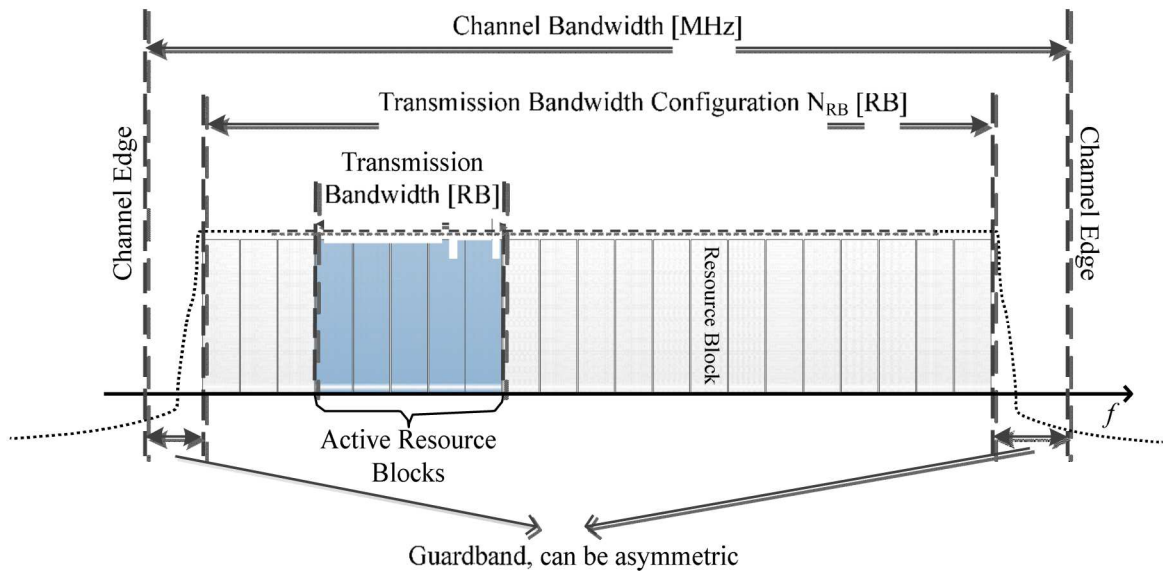 Channel Bandwidth [MHz]
Transmission Bandwidth Configuration NRB [RB]
Transmission
Bandwidth [RB]
Channel Edge
Channel Edge
Resource Block
f
Active Resource
Blocks
Guardband, can be asymmetric